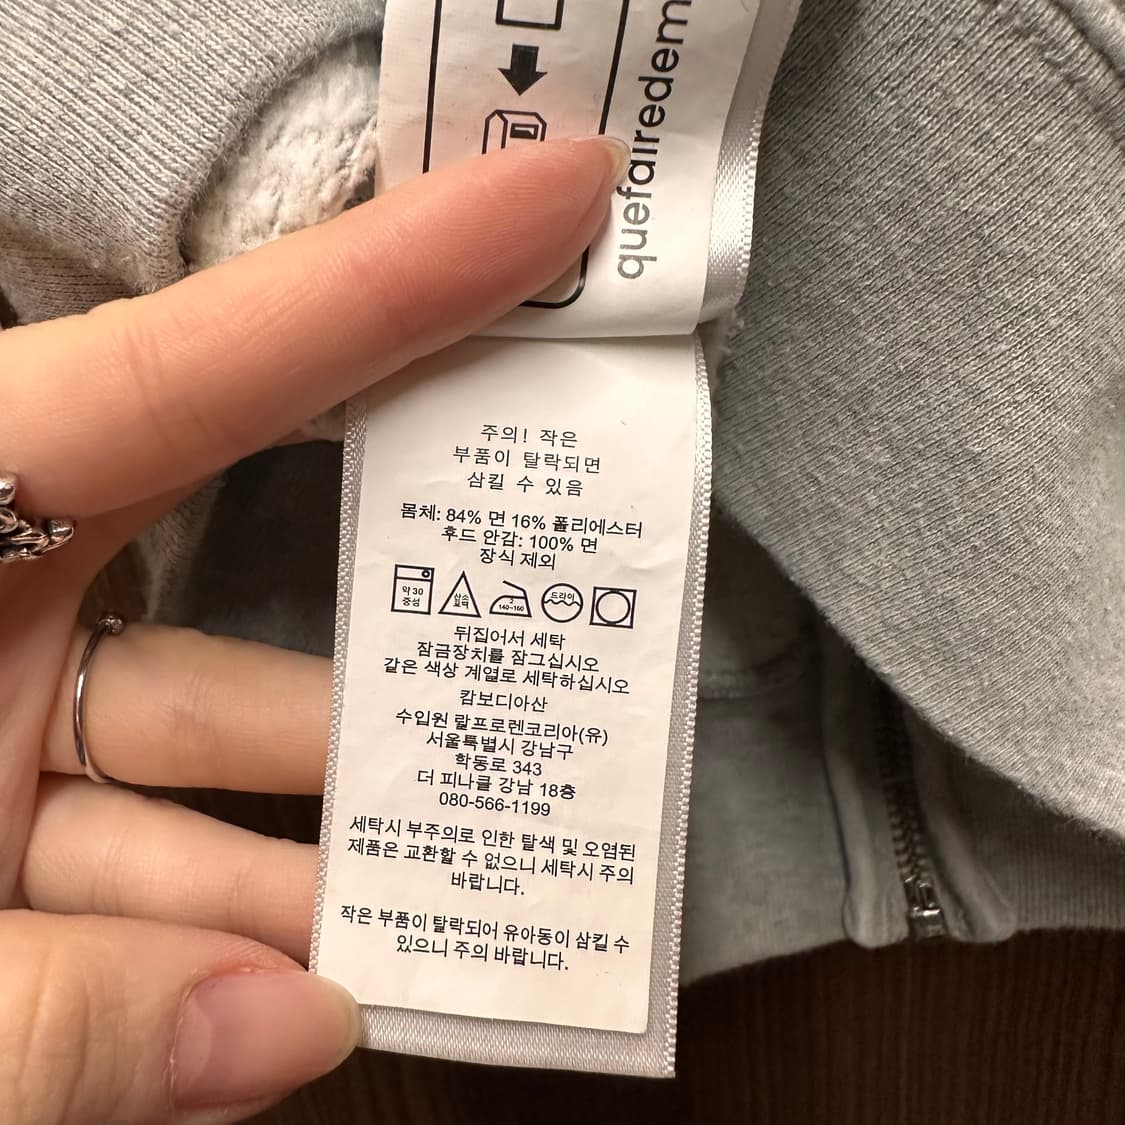 quefairedem
주의! 작은
부품이 탈락되면
삼킬 수 있음
몸체: 84% 면 16% 폴리에스터
후드 안감: 100% 면
장식 제외
약 30
중성
산소
표백
2
140~160
드라이
뒤집어서 세탁
잠금장치를 잠그십시오
같은 색상 계열로 세탁하십시오
캄보디아산
수입원 랄프로렌코리아(유)
서울특별시 강남구
학동로 343
더 피나클 강남 18층
080-566-1199
세탁시 부주의로 인한 탈색 및 오염된
제품은 교환할 수 없으니 세탁시 주의
바랍니다.
작은 부품이 탈락되어 유아동이 삼킬 수
있으니 주의 바랍니다.